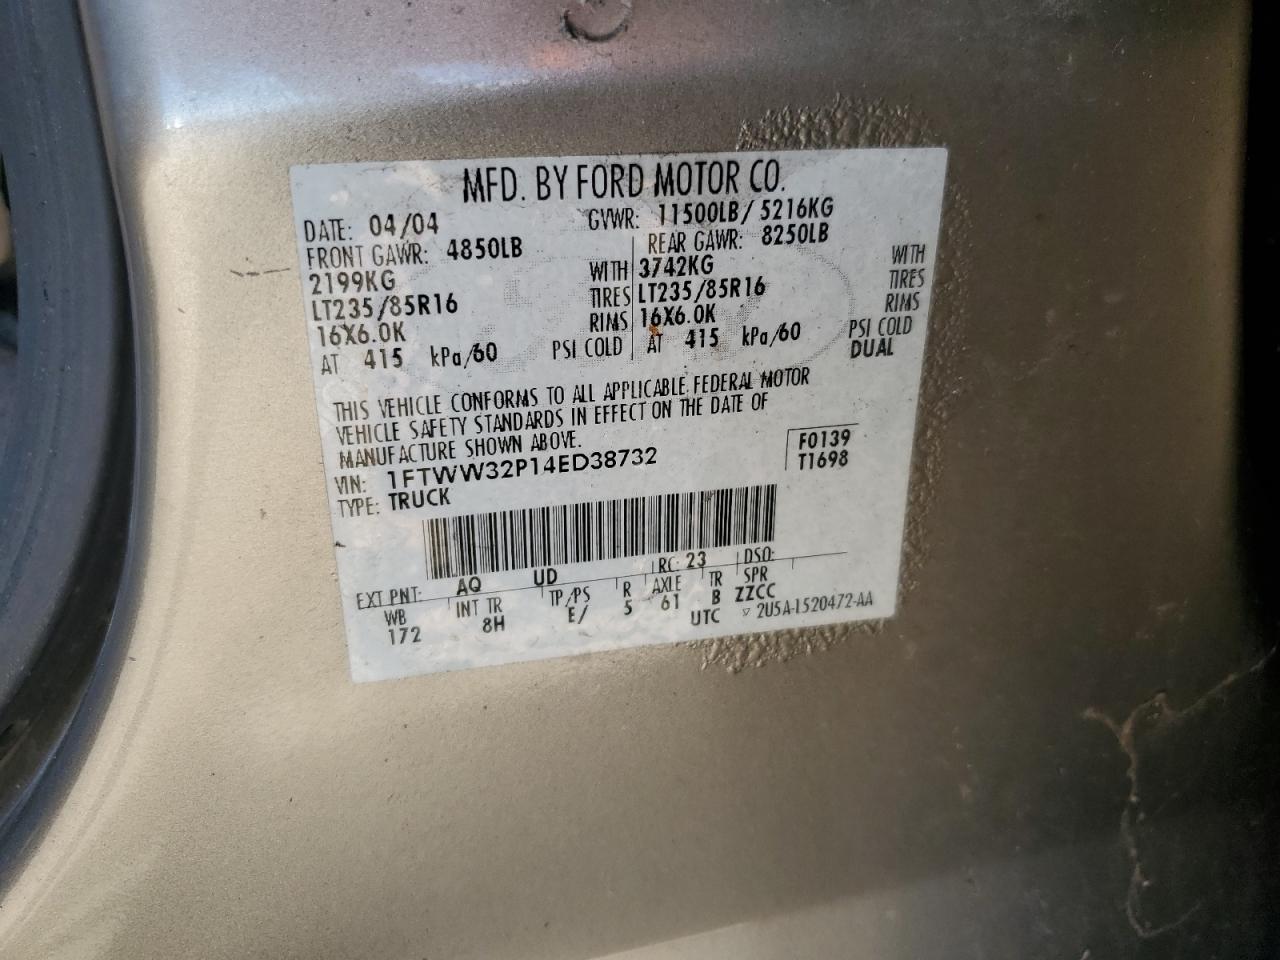 MFD. BY FORD MOTOR CO.
DATE: 04/04 GVWR: 11500LB/ 5216KG
FRONT GAWR: 4850LB REAR GAWR: 8250LB
2199KG WITH 3742KG WITH
LT235/85R16 TIRES LT235/85R16 TIRES
16X6.0K RIMS 16X6.0K RIMS
AT 415 kPa/60 PSI COLD AT 415 kPa/60 PSI COLD
DUAL
THIS VEHICLE CONFORMS TO ALL APPLICABLE FEDERAL MOTOR
VEHICLE SAFETY STANDARDS IN EFFECT ON THE DATE OF
MANUFACTURE SHOWN ABOVE.
VIN: 1FTWW32P14ED38732 F0139
TYPE: TRUCK T1698
EXT PNT: AQ UD RC: 23 DSO:
WB INT TR TP/PS R AXLE TR SPR
172 8H E/ 5 61 B ZZCC
UTC 2U5A-1520472-AA